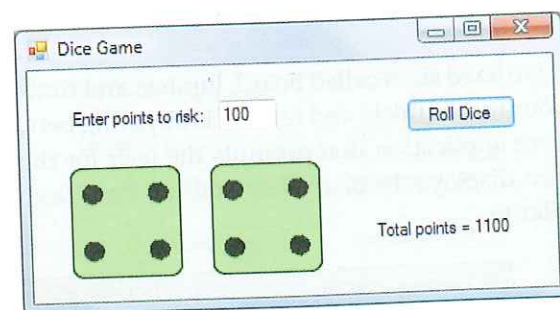 Dice Game
Enter points to risk: 100
Roll Dice
Total points = 1100